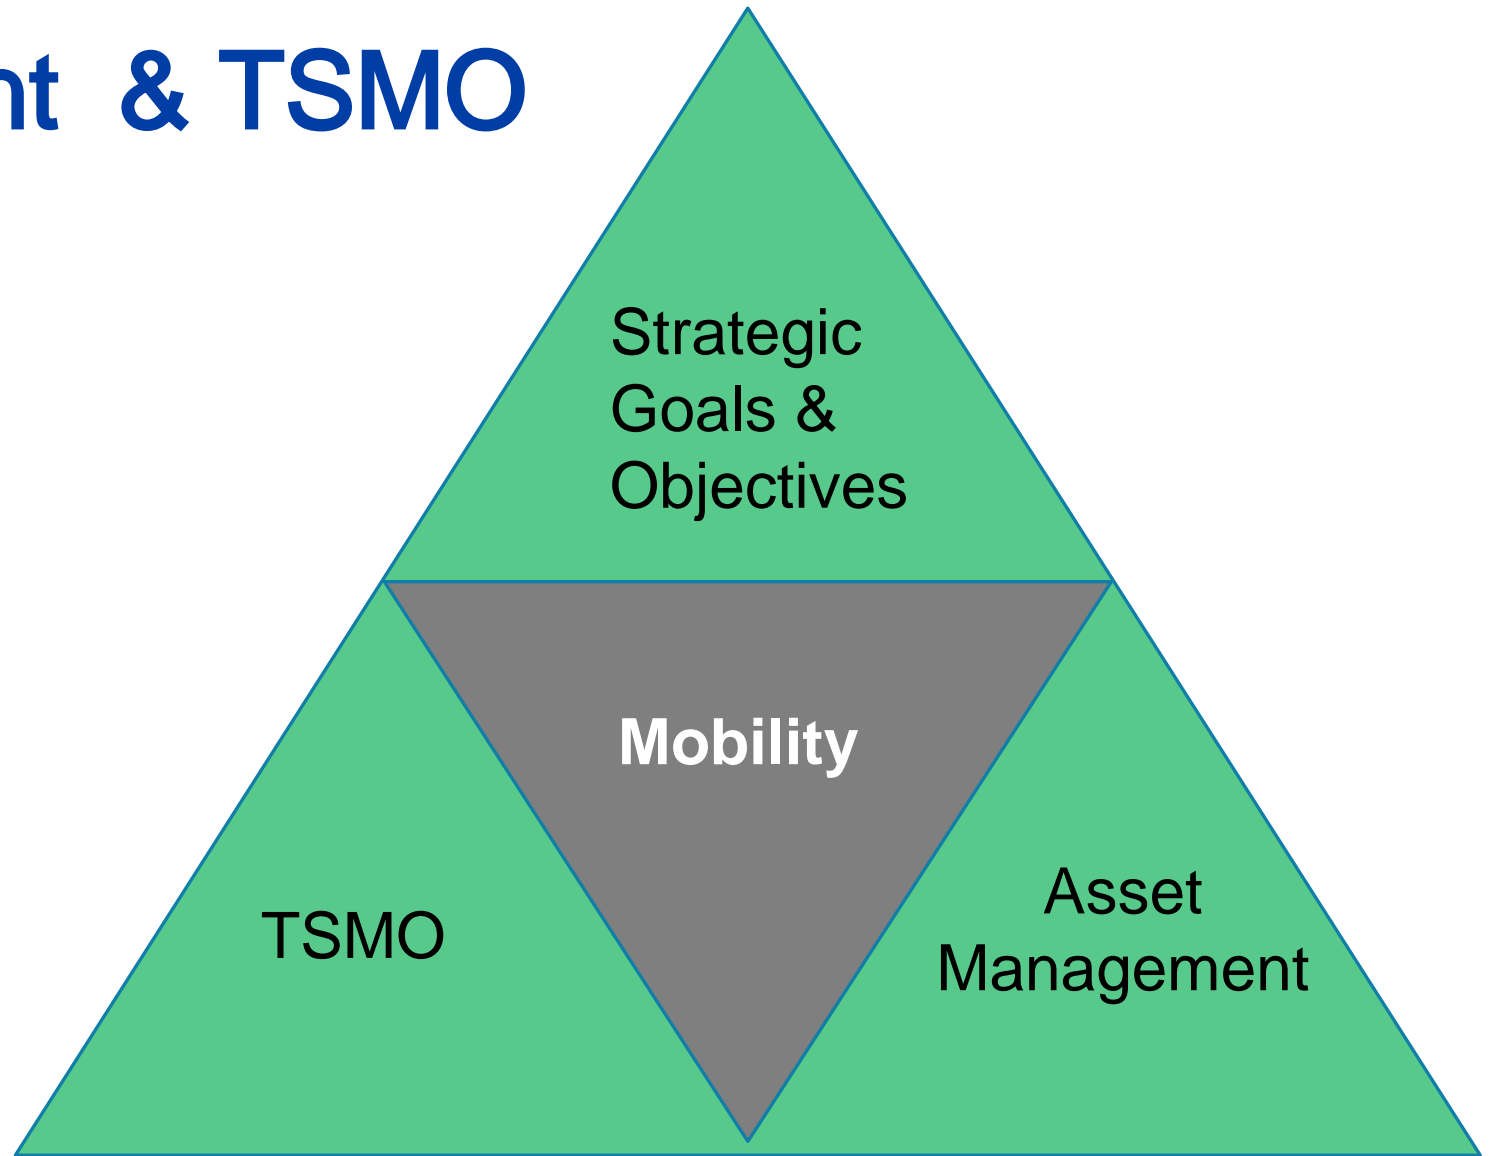 nt & TSMO
Strategic
Goals &
Objectives
Mobility
TSMO
Asset
Management